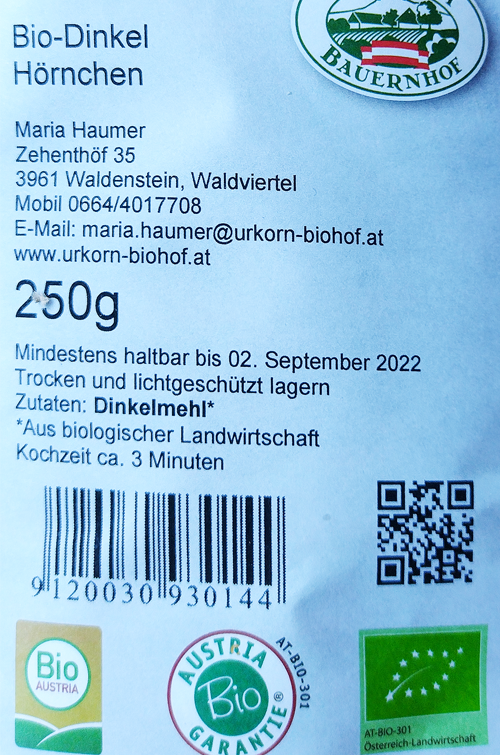 Bio-Dinkel
Hörnchen
BAUERNHOF
Maria Haumer
Zehenthöf 35
3961 Waldenstein, Waldviertel
Mobil 0664/4017708
E-Mail: maria.haumer@urkorn-biohof.at
www.urkorn-biohof.at
250g
Mindestens haltbar bis 02. September 2022
Trocken und lichtgeschützt lagern
Zutaten: Dinkelmehl*
*Aus biologischer Landwirtschaft
Kochzeit ca. 3 Minuten
9 120030 930144
Bio
AUSTRIA
AUSTRIA
Bio
GARANTIE®
AT-BIO-301
AT-BIO-301
Österreich-Landwirtschaft